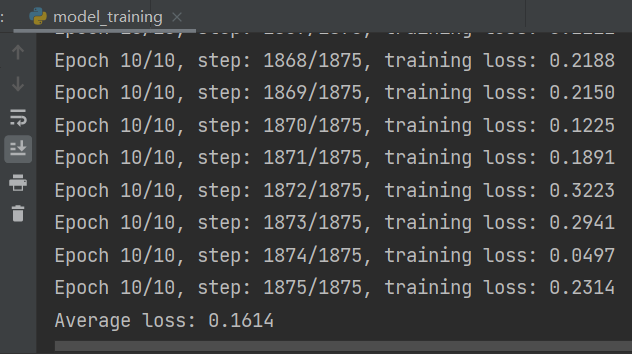 : model_training ×
Epoch 10/10, step: 1868/1875, training loss: 0.2188
Epoch 10/10, step: 1869/1875, training loss: 0.2150
Epoch 10/10, step: 1870/1875, training loss: 0.1225
Epoch 10/10, step: 1871/1875, training loss: 0.1891
Epoch 10/10, step: 1872/1875, training loss: 0.3223
Epoch 10/10, step: 1873/1875, training loss: 0.2941
Epoch 10/10, step: 1874/1875, training loss: 0.0497
Epoch 10/10, step: 1875/1875, training loss: 0.2314
Average loss: 0.1614